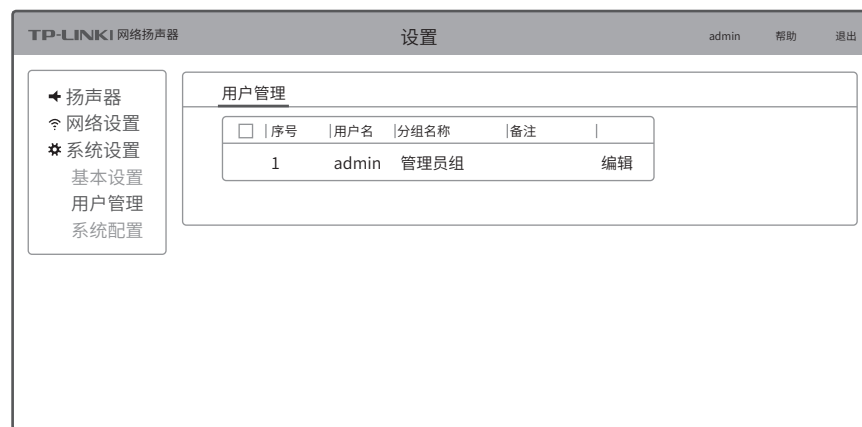 TP-LINK| 网络扬声器 设置 admin 帮助 退出
扬声器
网络设置
系统设置
基本设置
用户管理
系统配置
用户管理
|序号 |用户名 |分组名称 |备注 |
1 admin 管理员组 编辑